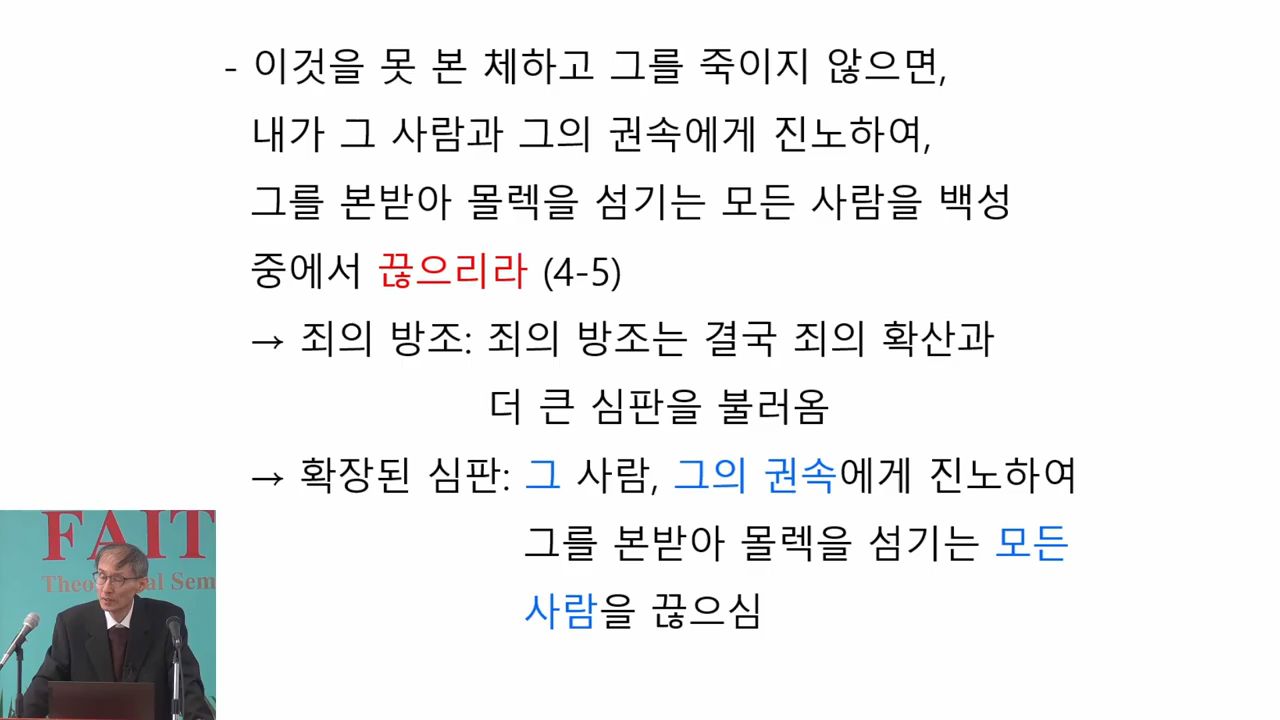 - 이것을 못 본 체하고 그를 죽이지 않으면,
내가 그 사람과 그의 권속에게 진노하여,
그를 본받아 몰렉을 섬기는 모든 사람을 백성
중에서 끊으리라 (4-5)
→ 죄의 방조: 죄의 방조는 결국 죄의 확산과
더 큰 심판을 불러옴
→ 확장된 심판: 그 사람, 그의 권속에게 진노하여
그를 본받아 몰렉을 섬기는 모든
사람을 끊으심
FAIT
Theo al Sem